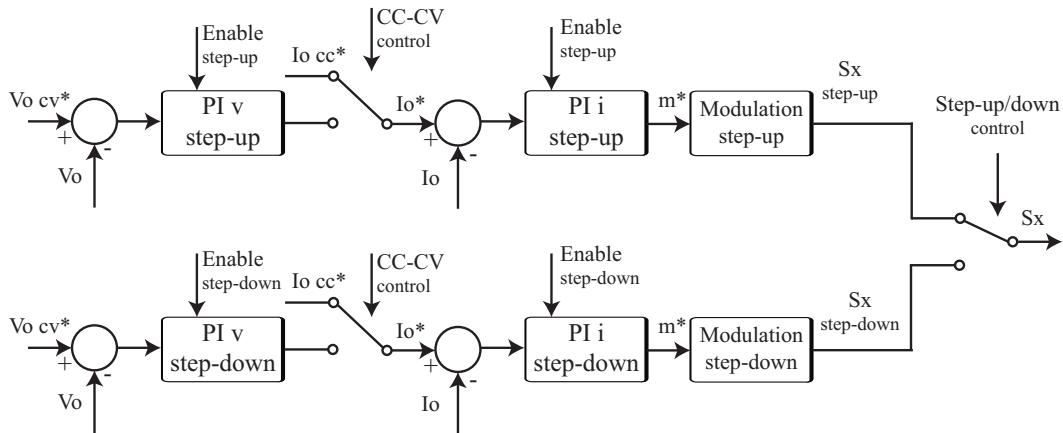 CC-CV
control
Enable
step-up
Io cc*
Enable
step-up
Vo cv*
+
-
Vo
PI v
step-up
Io*
+
-
Io
PI i
step-up
m*
Modulation
step-up
Sx
step-up
Step-up/down
control
Sx
Enable
step-down
Io cc*
CC-CV
control
Enable
step-down
Vo cv*
+
-
Vo
PI v
step-down
Io*
+
-
Io
PI i
step-down
m*
Modulation
step-down
Sx
step-down